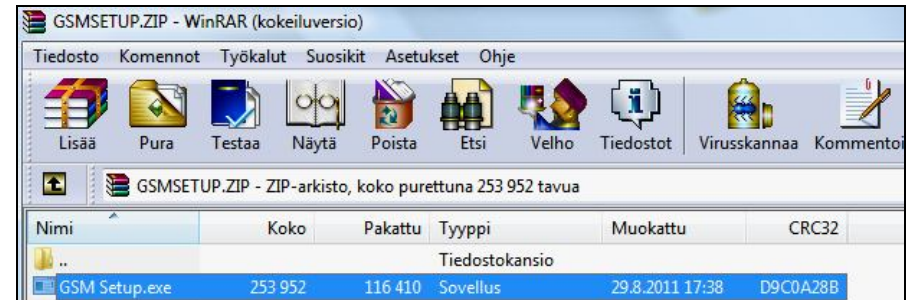 GSMSETUP.ZIP - WinRAR (kokeiluversio)
Tiedosto Komennot Työkalut Suosikit Asetukset Ohje
Lisää Pura Testaa Näytä Poista Etsi Velho Tiedostot Virusskannaa Kommentoi
GSMSETUP.ZIP - ZIP-arkisto, koko purettuna 253 952 tavua
Nimi Koko Pakattu Tyyppi Muokattu CRC32
.. Tiedostokansio
GSM Setup.exe 253 952 116 410 Sovellus 29.8.2011 17:38 D9C0A28B